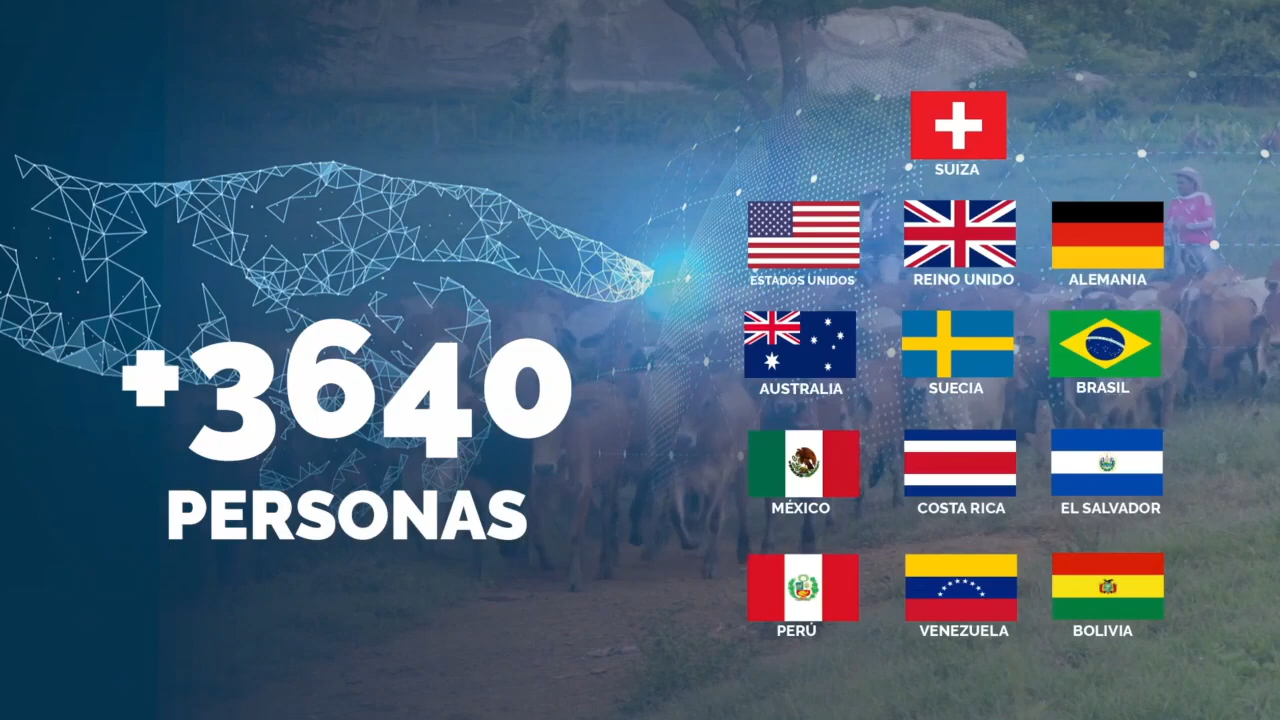 +3640
PERSONAS
SUIZA
ESTADOS UNIDOS
REINO UNIDO
ALEMANIA
AUSTRALIA
SUECIA
BRASIL
MÉXICO
COSTA RICA
EL SALVADOR
PERÚ
VENEZUELA
BOLIVIA